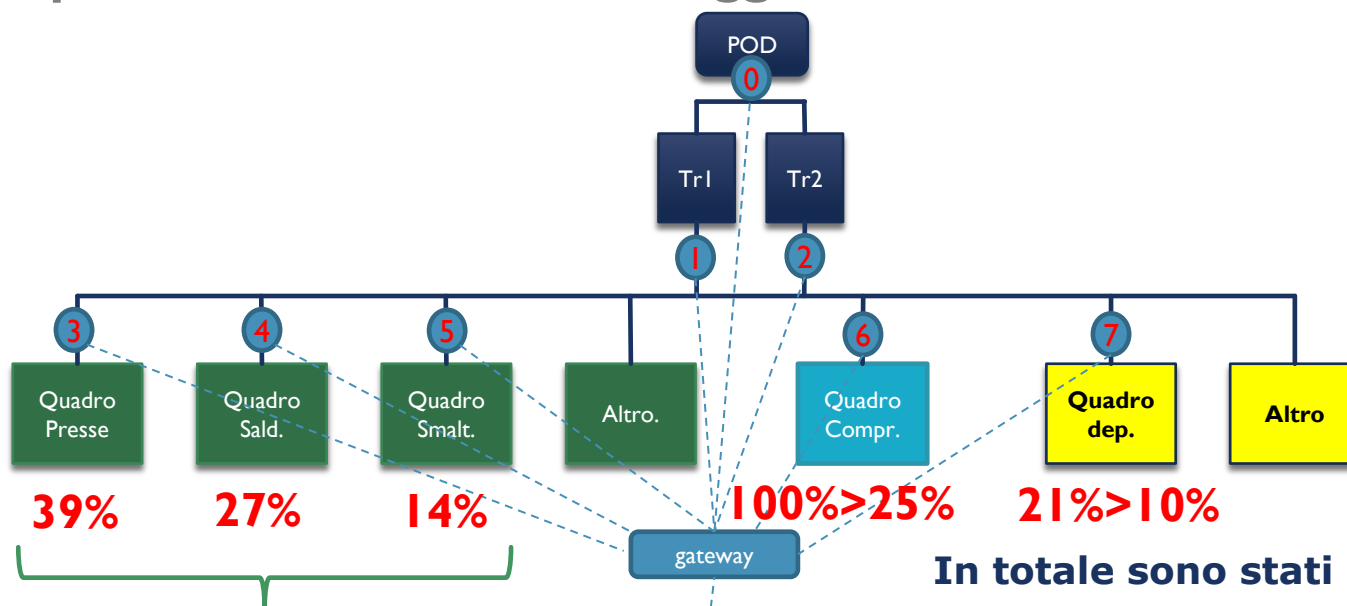 POD
0
Tr1
Tr2
1
2
3
4
5
6
7
Quadro
Presse
Quadro
Sald.
Quadro
Smalt.
Altro.
Quadro
Compr.
Quadro
dep.
Altro
39%
27%
14%
100%>25%
21%>10%
gateway
In totale sono stati